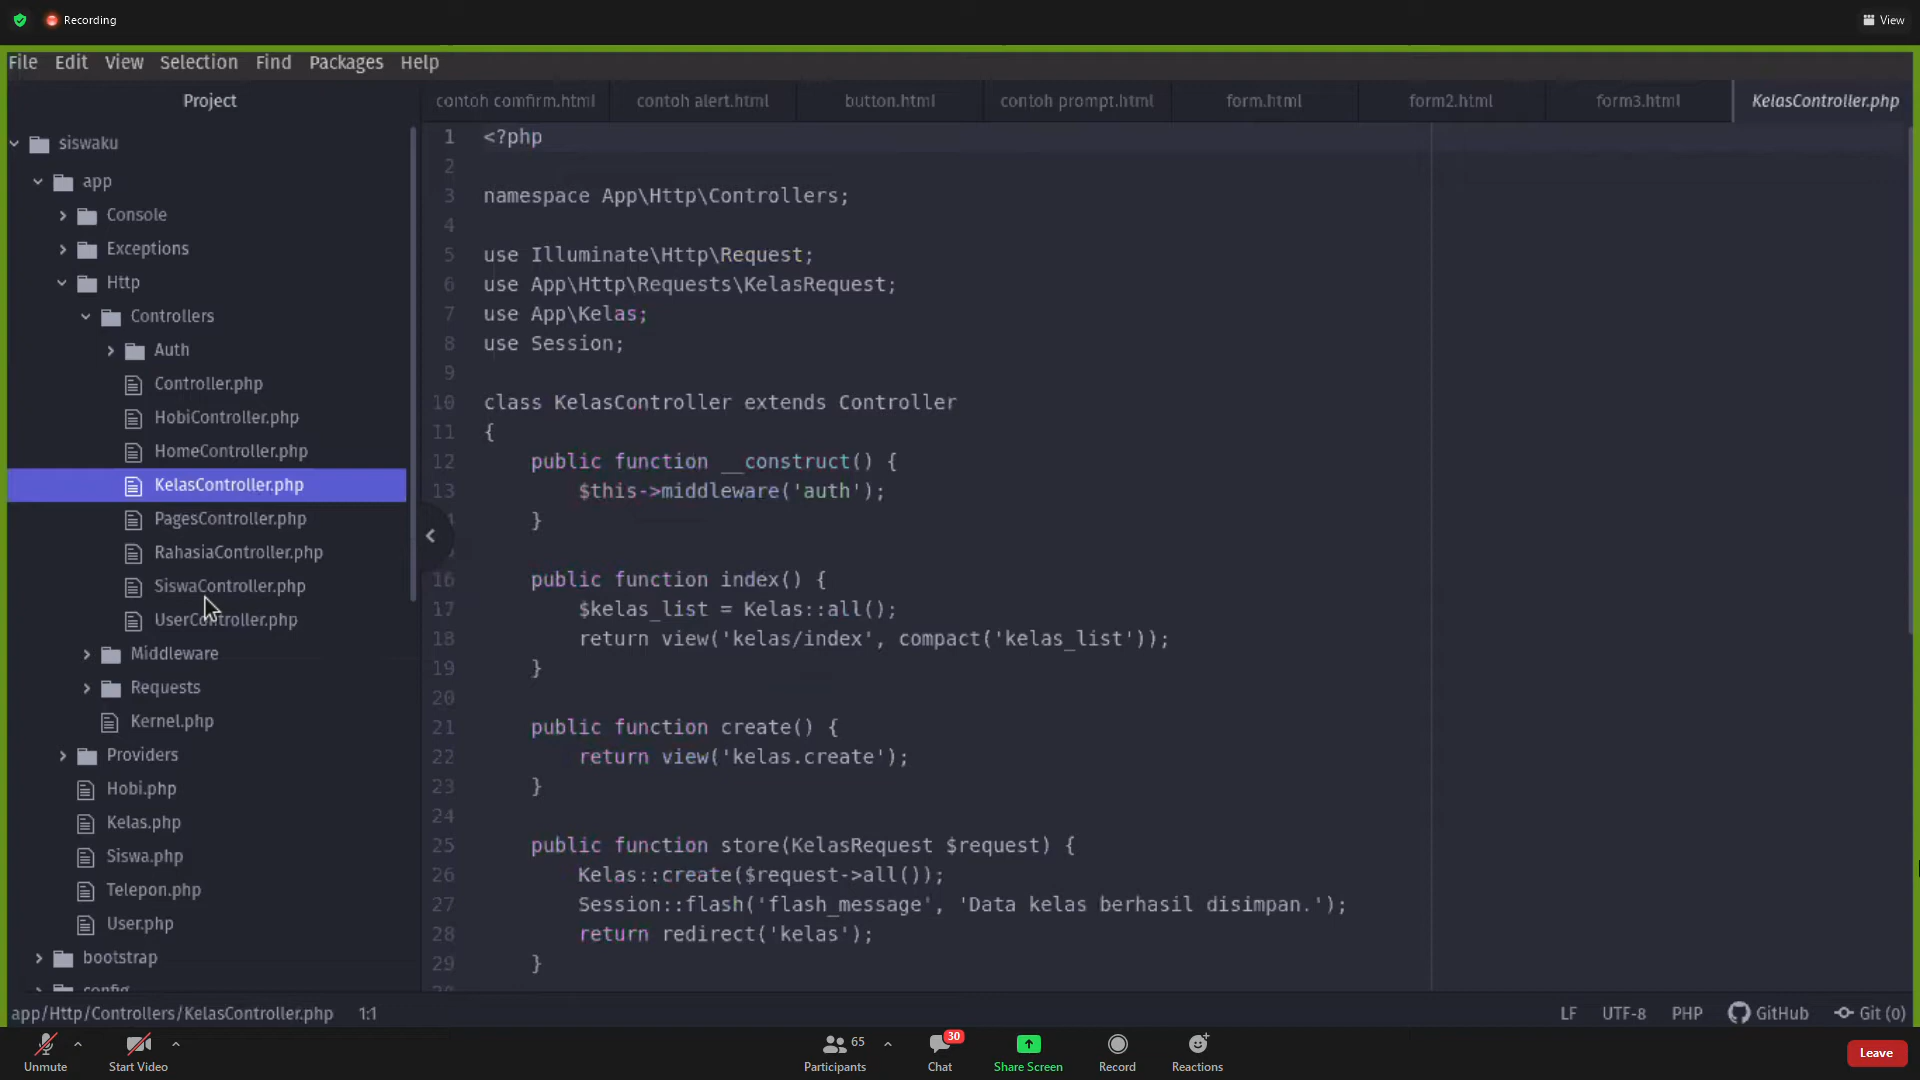 Recording
View
File Edit View Selection Find Packages Help
Project
contoh comfirm.html contoh alert.html button.html contoh prompt.html form.html form2.html form3.html KelasController.php
siswaku
app
Console
Exceptions
Http
Controllers
Auth
Controller.php
HobiController.php
HomeController.php
KelasController.php
PagesController.php
RahasiaController.php
SiswaController.php
UserController.php
Middleware
Requests
Kernel.php
Providers
Hobi.php
Kelas.php
Siswa.php
Telepon.php
User.php
bootstrap
config
1 <?php
2
3 namespace App\Http\Controllers;
4
5 use Illuminate\Http\Request;
6 use App\Http\Requests\KelasRequest;
7 use App\Kelas;
8 use Session;
9
10 class KelasController extends Controller
11 {
12 public function __construct() {
13 $this->middleware('auth');
}
16 public function index() {
17 $kelas_list = Kelas::all();
18 return view('kelas/index', compact('kelas_list'));
19 }
20
21 public function create() {
22 return view('kelas.create');
23 }
24
25 public function store(KelasRequest $request) {
26 Kelas::create($request->all());
27 Session::flash('flash_message', 'Data kelas berhasil disimpan.');
28 return redirect('kelas');
29 }
app/Http/Controllers/KelasController.php 1:1
LF UTF-8 PHP GitHub Git (0)
Unmute Start Video
65 Participants
30 Chat
Share Screen
Record
Reactions
Leave